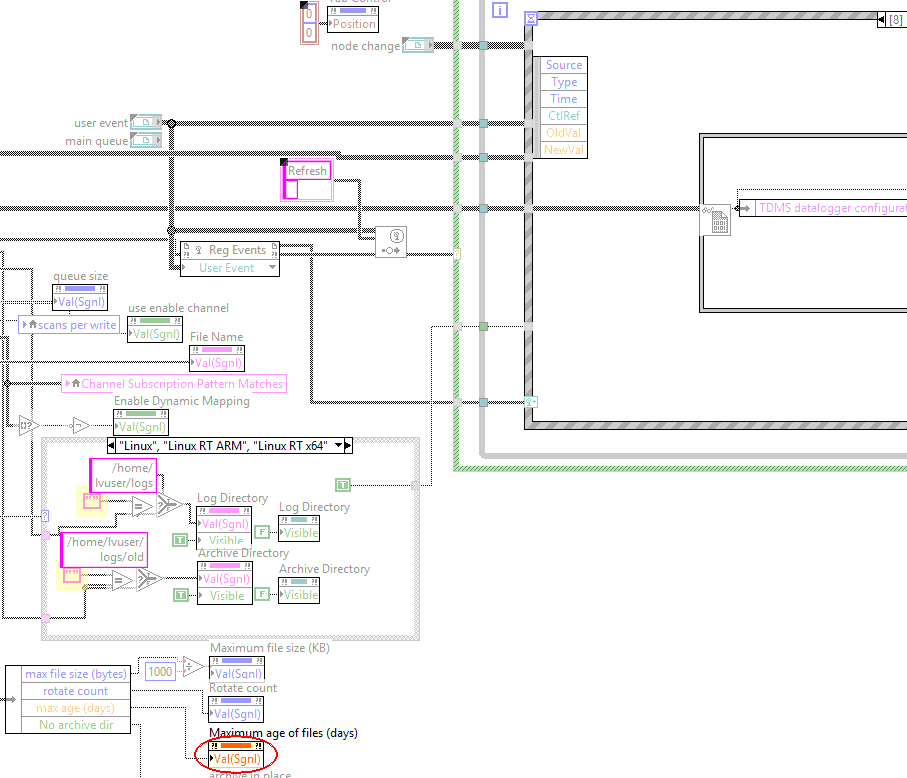 Tab Control
0
0
Position
node change
i
[8]
Source
Type
Time
CtlRef
OldVal
NewVal
user event
main queue
Refresh
TDMS datalogger configurat
Reg Events
User Event
queue size
Val(Sgnl)
scans per write
use enable channel
Val(Sgnl)
File Name
Val(Sgnl)
Channel Subscription Pattern Matches
Enable Dynamic Mapping
Val(Sgnl)
"Linux", "Linux RT ARM", "Linux RT x64"
/home/
lvuser/logs
T
Log Directory
Val(Sgnl)
T
Visible
F
Log Directory
Visible
/home/lvuser/
logs/old
Archive Directory
Val(Sgnl)
T
Visible
F
Archive Directory
Visible
Maximum file size (KB)
max file size (bytes)
1000
Val(Sgnl)
rotate count
Rotate count
Val(Sgnl)
max age (days)
No archive dir
Maximum age of files (days)
Val(Sgnl)
archive in place